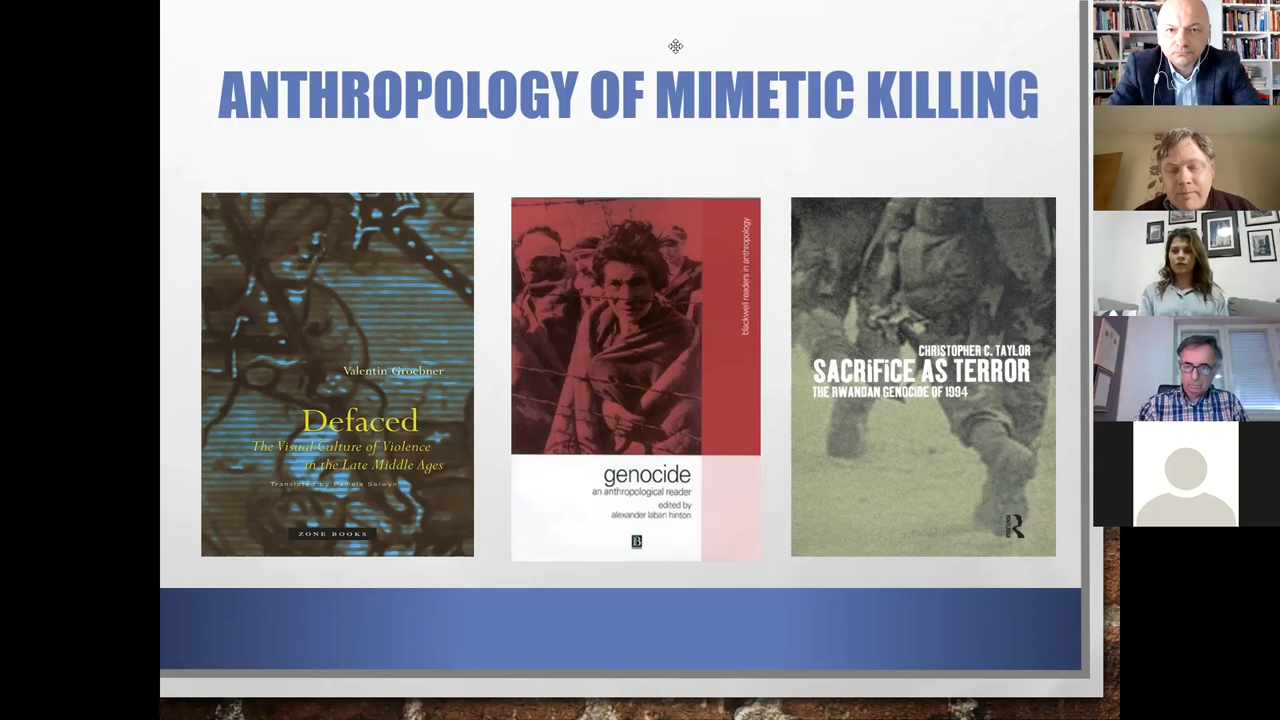 ANTHROPOLOGY OF MIMETIC KILLING
Valentin Groebner
Defaced
The Visual Culture of Violence
in the Late Middle Ages
Translated by Pamela Selwyn
ZONE BOOKS
blackwell readers in anthropology
genocide
an anthropological reader
edited by
alexander laban hinton
B
CHRISTOPHER C. TAYLOR
SACRiFiCE AS TERROR
THE RWANDAN GENOCIDE OF 1994
R